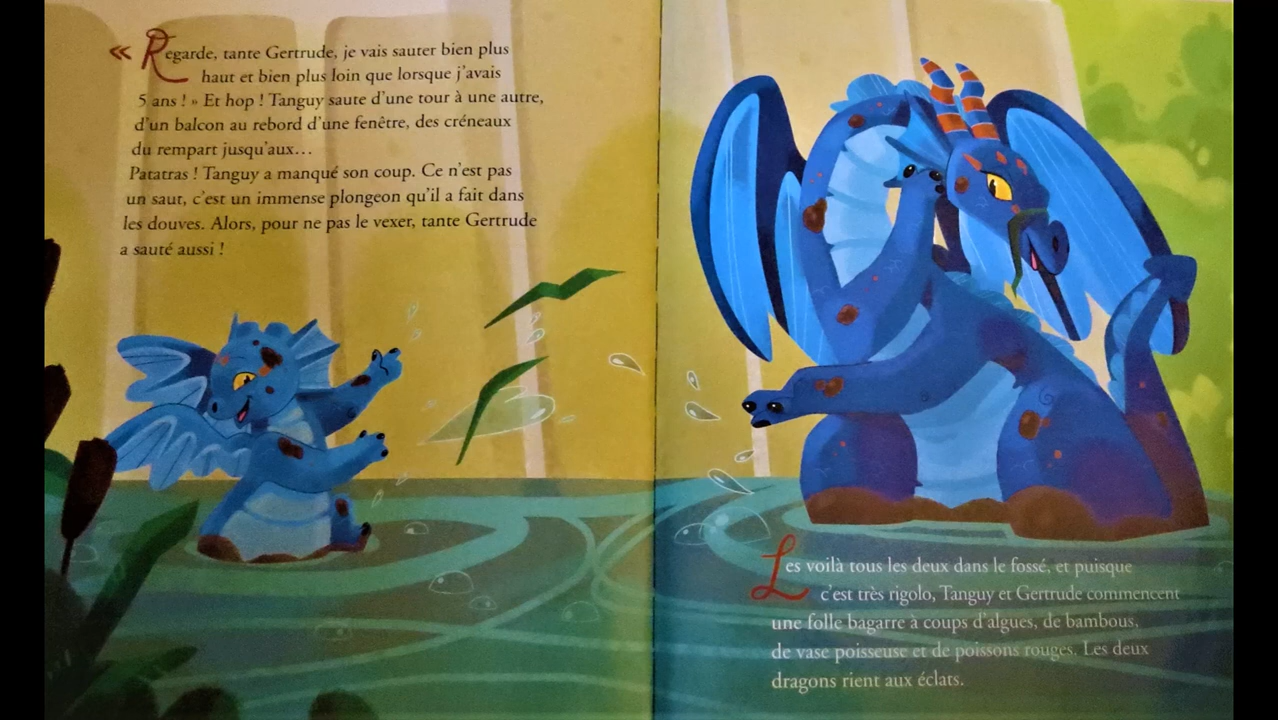 « Regarde, tante Gertrude, je vais sauter bien plus
haut et bien plus loin que lorsque j'avais
5 ans ! » Et hop ! Tanguy saute d'une tour à une autre,
d'un balcon au rebord d'une fenêtre, des créneaux
du rempart jusqu'aux...
Patatras ! Tanguy a manqué son coup. Ce n'est pas
un saut, c'est un immense plongeon qu'il a fait dans
les douves. Alors, pour ne pas le vexer, tante Gertrude
a sauté aussi !
Les voilà tous les deux dans le fossé, et puisque
c'est très rigolo, Tanguy et Gertrude commencent
une folle bagarre à coups d'algues, de bambous,
de vase poisseuse et de poissons rouges. Les deux
dragons rient aux éclats.